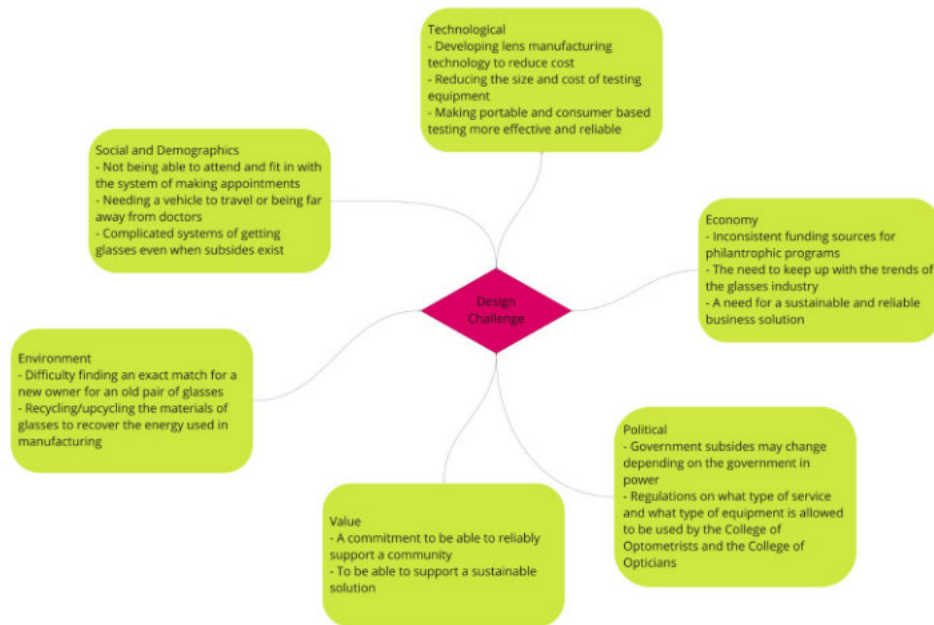 Technological
- Developing lens manufacturing
technology to reduce cost
- Reducing the size and cost of testing
equipment
- Making portable and consumer based
testing more effective and reliable
Social and Demographics
- Not being able to attend and fit in with
the system of making appointments
- Needing a vehicle to travel or being far
away from doctors
- Complicated systems of getting
glasses even when subsides exist
Economy
- Inconsistent funding sources for
philantrophic programs
- The need to keep up with the trends of
the glasses industry
- A need for a sustainable and reliable
business solution
Design
Challenge
Environment
- Difficulty finding an exact match for a
new owner for an old pair of glasses
- Recycling/upcycling the materials of
glasses to recover the energy used in
manufacturing
Political
- Government subsides may change
depending on the government in
power
- Regulations on what type of service
and what type of equipment is allowed
to be used by the College of
Optometrists and the College of
Opticians
Value
- A commitment to be able to reliably
support a community
- To be able to support a sustainable
solution